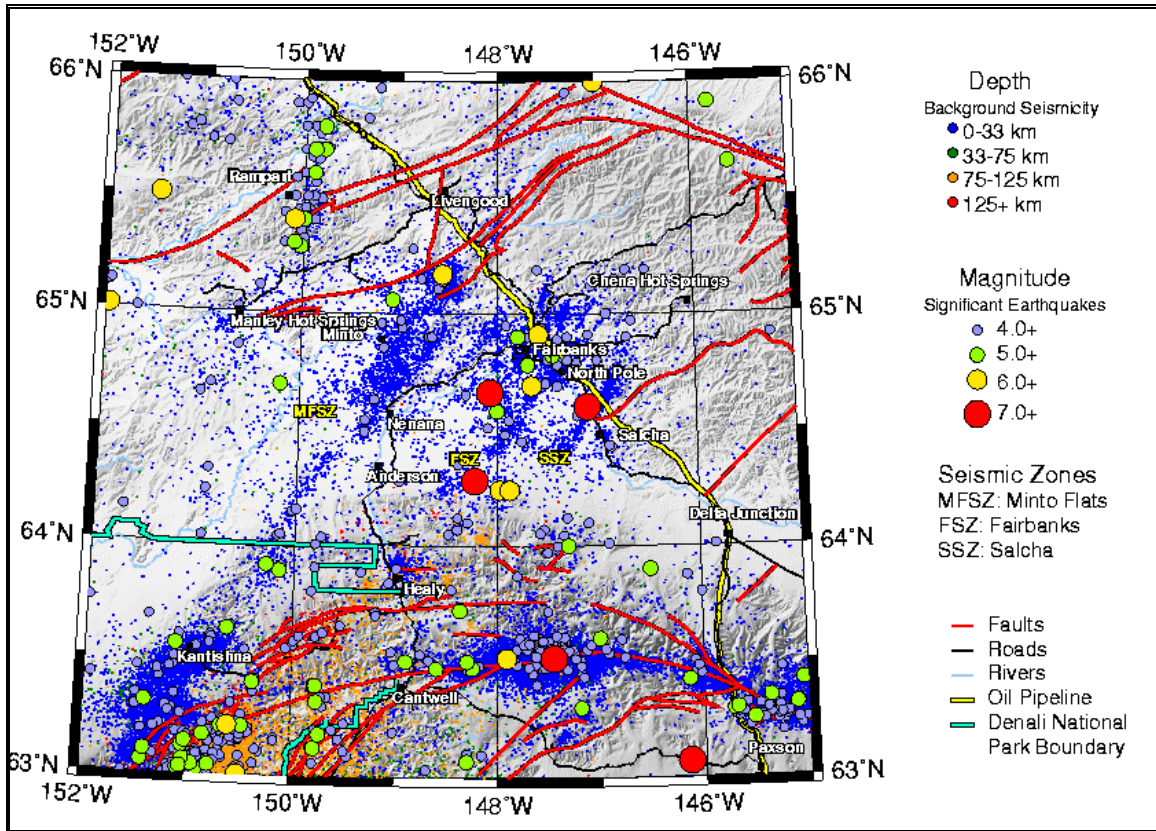 152°W
150°W
148°W
146°W
66°N
66°N
Rampart
Livengood
Chena Hot Springs
65°N
65°N
Manley Hot Springs
Minto
Fairbanks
North Pole
MFSZ
Nenana
Salcha
FSZ
SSZ
Anderson
Delta Junction
64°N
64°N
Healy
Kantishna
Cantwell
Paxson
63°N
63°N
152°W
150°W
148°W
146°W
Depth
Background Seismicity
0-33 km
33-75 km
75-125 km
125+ km
Magnitude
Significant Earthquakes
4.0+
5.0+
6.0+
7.0+
Seismic Zones
MFSZ: Minto Flats
FSZ: Fairbanks
SSZ: Salcha
Faults
Roads
Rivers
Oil Pipeline
Denali National
Park Boundary